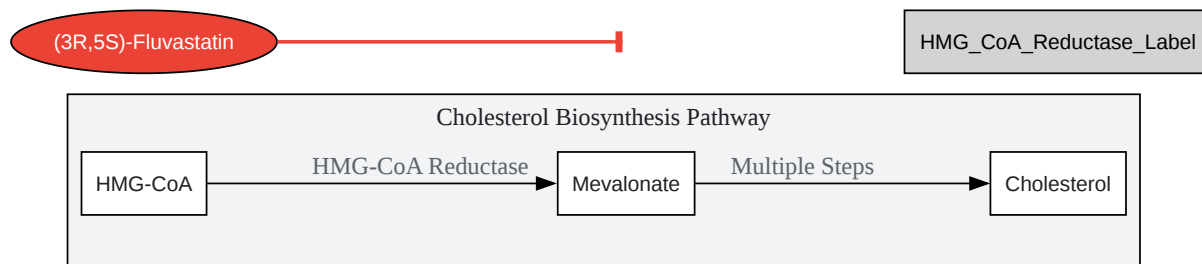 (3R,5S)-Fluvastatin
HMG_CoA_Reductase_Label
Cholesterol Biosynthesis Pathway
HMG-CoA
HMG-CoA Reductase
Mevalonate
Multiple Steps
Cholesterol